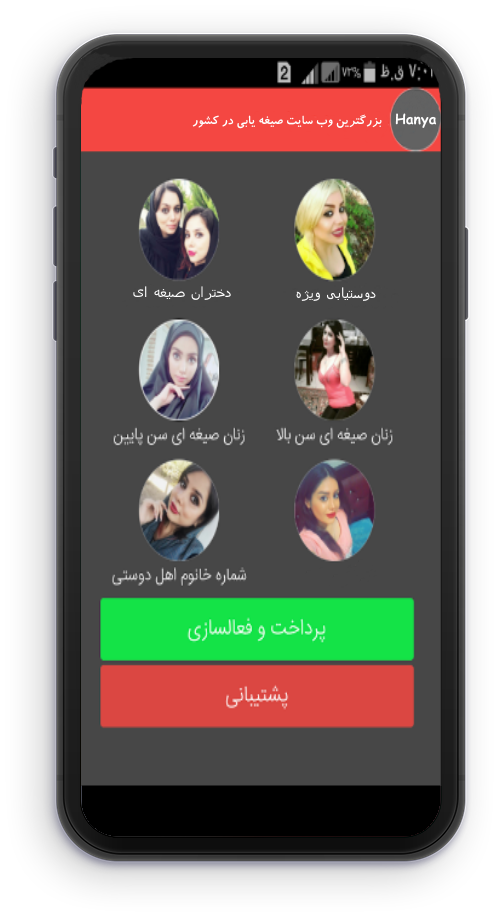 ۷:۰۱ ق.ظ ۷۲% 2
Hanya
بزرگترین وب سایت صیغه یابی در کشور
دوستیابی ویژه
دختران صیغه ای
زنان صیغه ای سن بالا
زنان صیغه ای سن پایین
شماره خانوم اهل دوستی
پرداخت و فعالسازی
پشتیبانی